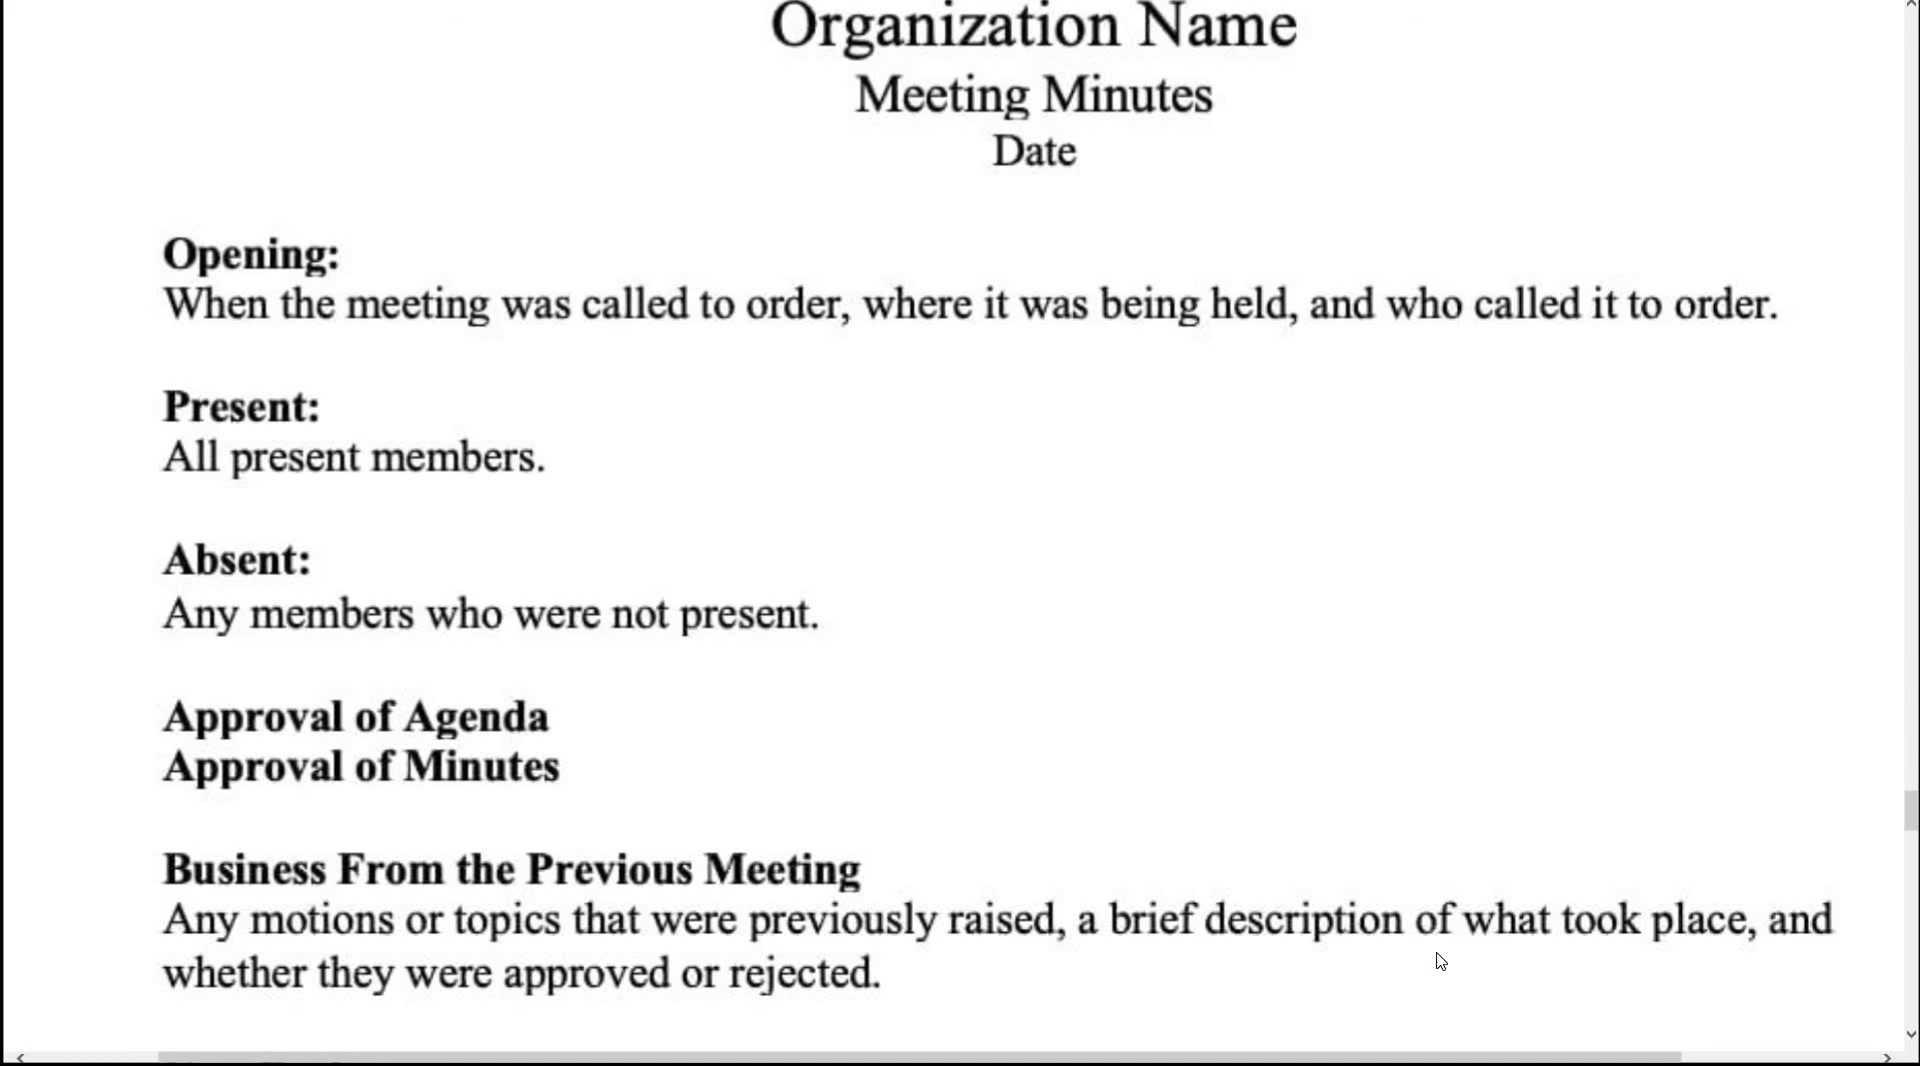 Organization Name
Meeting Minutes
Date
Opening:
When the meeting was called to order, where it was being held, and who called it to order.
Present:
All present members.
Absent:
Any members who were not present.
Approval of Agenda
Approval of Minutes
Business From the Previous Meeting
Any motions or topics that were previously raised, a brief description of what took place, and
whether they were approved or rejected.